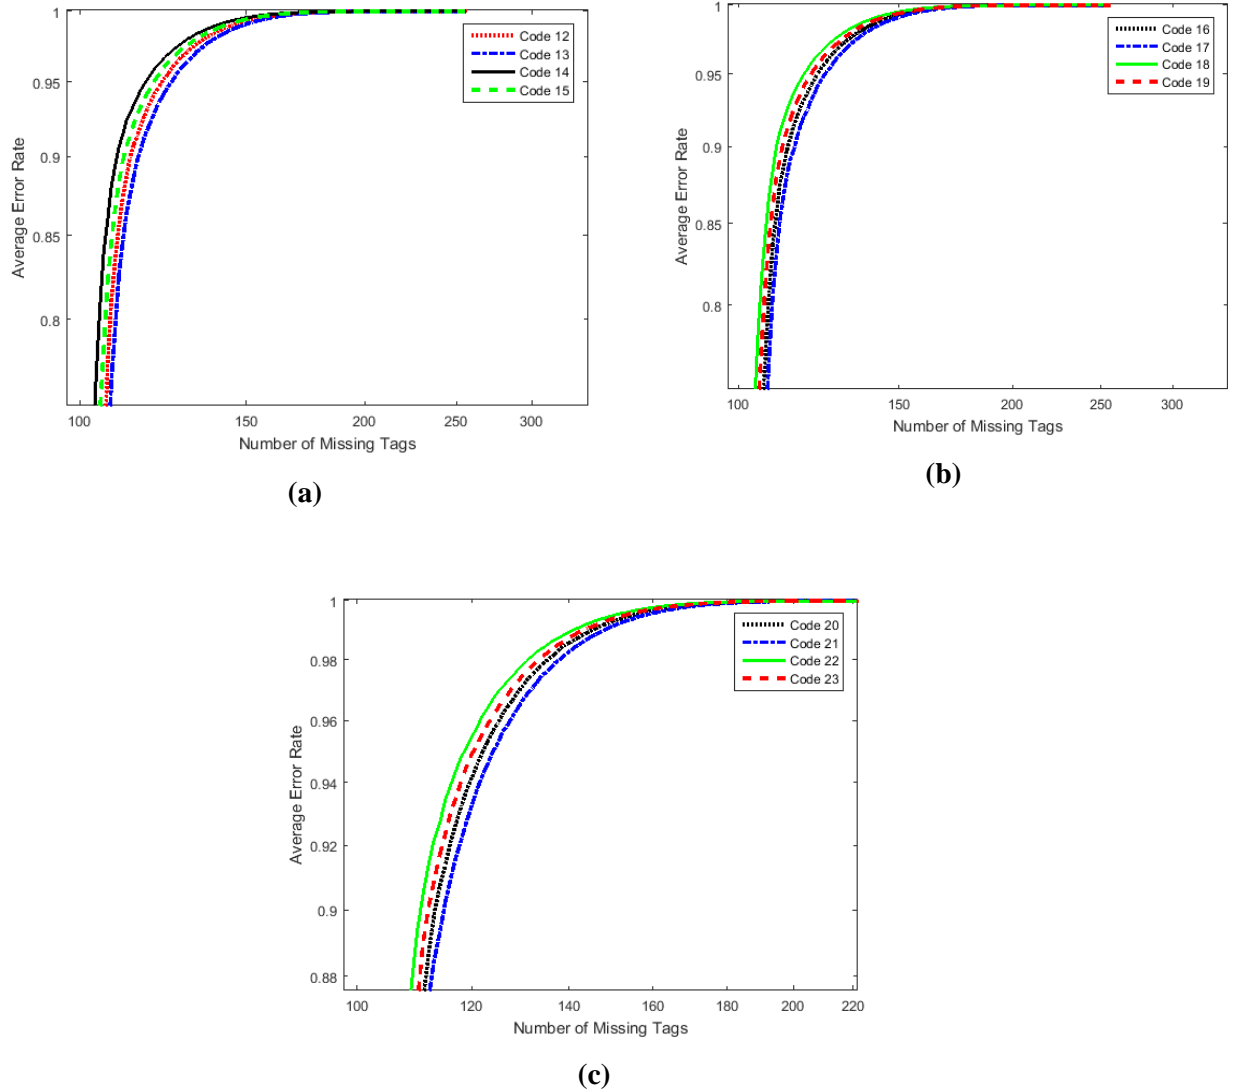 1
0.95
0.9
0.85
0.8
Average Error Rate
100
150
200
250
300
Number of Missing Tags
Code 12
Code 13
Code 14
Code 15
(a)
1
0.95
0.9
0.85
0.8
Average Error Rate
100
150
200
250
300
Number of Missing Tags
Code 16
Code 17
Code 18
Code 19
(b)
1
0.98
0.96
0.94
0.92
0.9
0.88
Average Error Rate
100
120
140
160
180
200
220
Number of Missing Tags
Code 20
Code 21
Code 22
Code 23
(c)